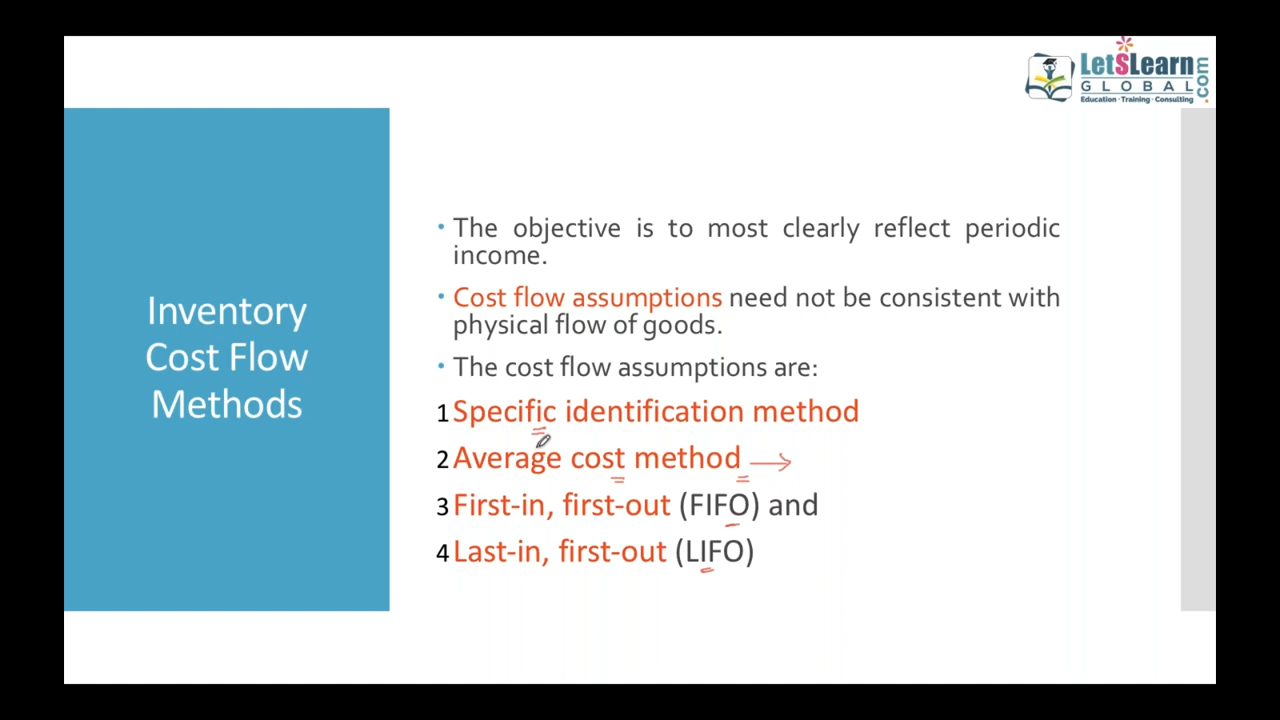 LetSLearn
.com
GLOBAL
Education · Training · Consulting
Inventory
Cost Flow
Methods
• The objective is to most clearly reflect periodic
income.
• Cost flow assumptions need not be consistent with
physical flow of goods.
• The cost flow assumptions are:
1 Specific identification method
2 Average cost method
3 First-in, first-out (FIFO) and
4 Last-in, first-out (LIFO)